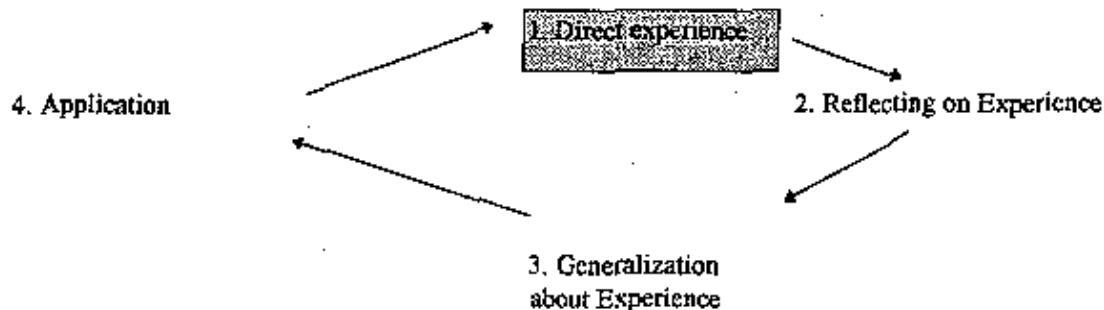 1. Direct experience
4. Application
2. Reflecting on Experience
3. Generalization
about Experience